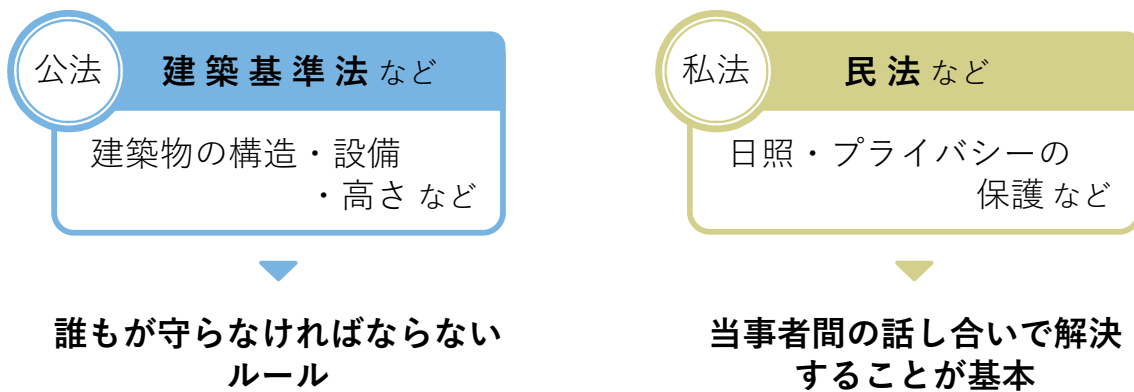 公法
建築基準法 など
建築物の構造・設備
・高さ など
誰もが守らなければならない
ルール
私法
民法 など
日照・プライバシーの
保護 など
当事者間の話し合いで解決
することが基本